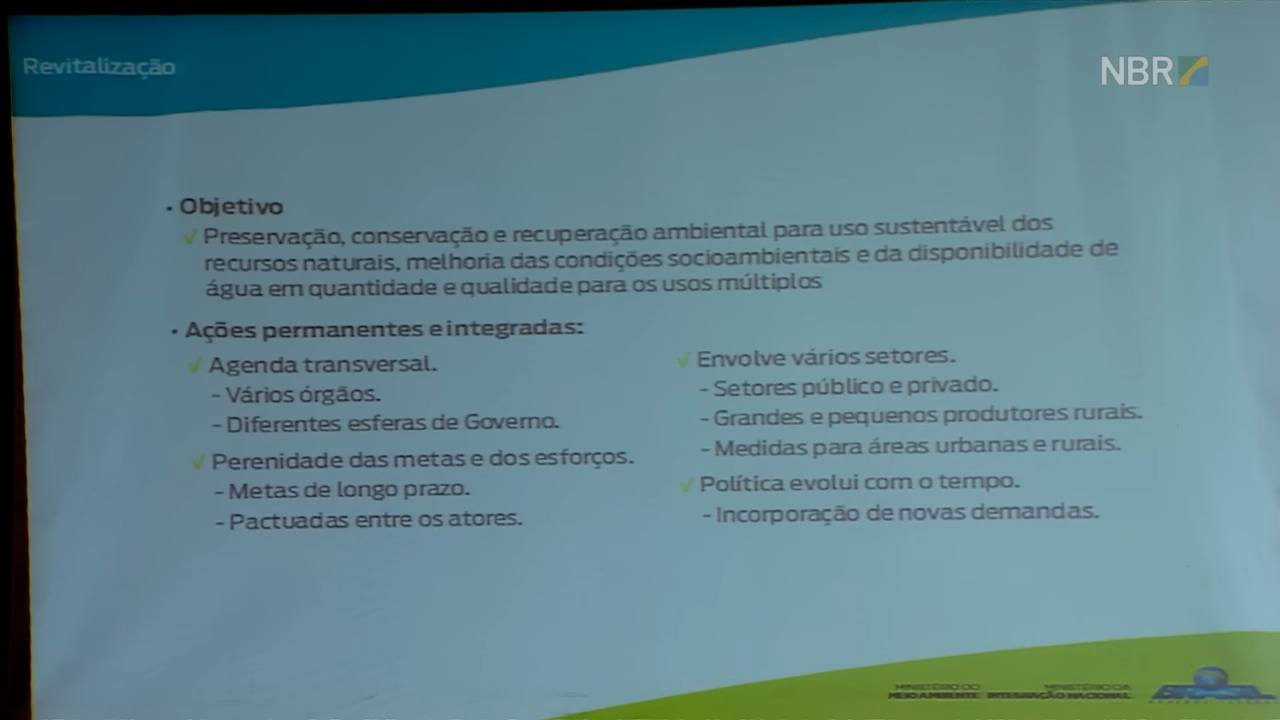 Revitalização
NBR
• Objetivo
√ Preservação, conservação e recuperação ambiental para uso sustentável dos
recursos naturais, melhoria das condições socioambientais e da disponibilidade de
água em quantidade e qualidade para os usos múltiplos
• Ações permanentes e integradas:
√ Agenda transversal.
- Vários órgãos.
- Diferentes esferas de Governo.
√ Perenidade das metas e dos esforços.
- Metas de longo prazo.
- Pactuadas entre os atores.
√ Envolve vários setores.
- Setores público e privado.
- Grandes e pequenos produtores rurais.
- Medidas para áreas urbanas e rurais.
√ Política evolui com o tempo.
- Incorporação de novas demandas.
MINISTÉRIO DO
MEIO AMBIENTE
MINISTÉRIO DA
INTEGRAÇÃO NACIONAL